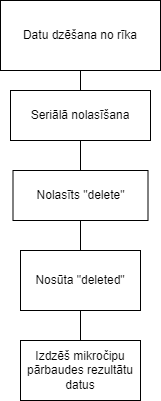 Datu dzēšana no rīka
Seriālā nolasīšana
Nolasīts "delete"
Nosūta "deleted"
Izdzēš mikročipu
pārbaudes rezultātu
datus